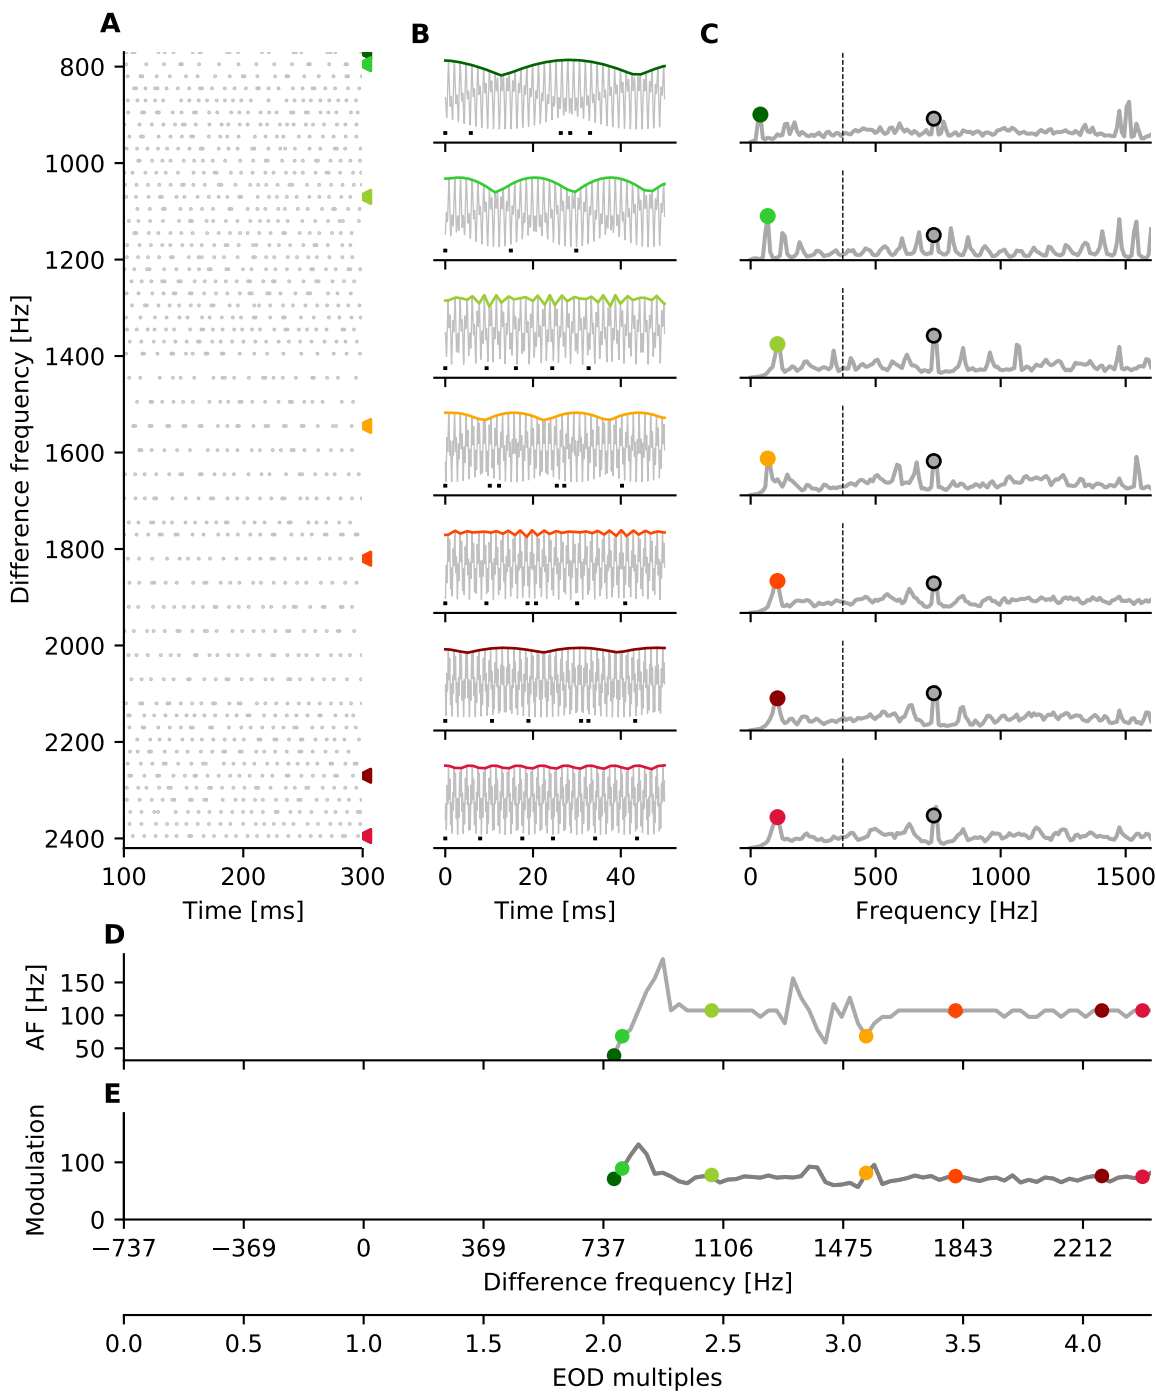 A
B
C
800
1000
1200
1400
1600
1800
2000
2200
2400
Difference frequency [Hz]
100 200 300
Time [ms]
0 20 40
Time [ms]
0 500 1000 1500
Frequency [Hz]
D
150
100
50
AF [Hz]
E
100
0
Modulation
−737 −369 0 369 737 1106 1475 1843 2212
Difference frequency [Hz]
0.0 0.5 1.0 1.5 2.0 2.5 3.0 3.5 4.0
EOD multiples